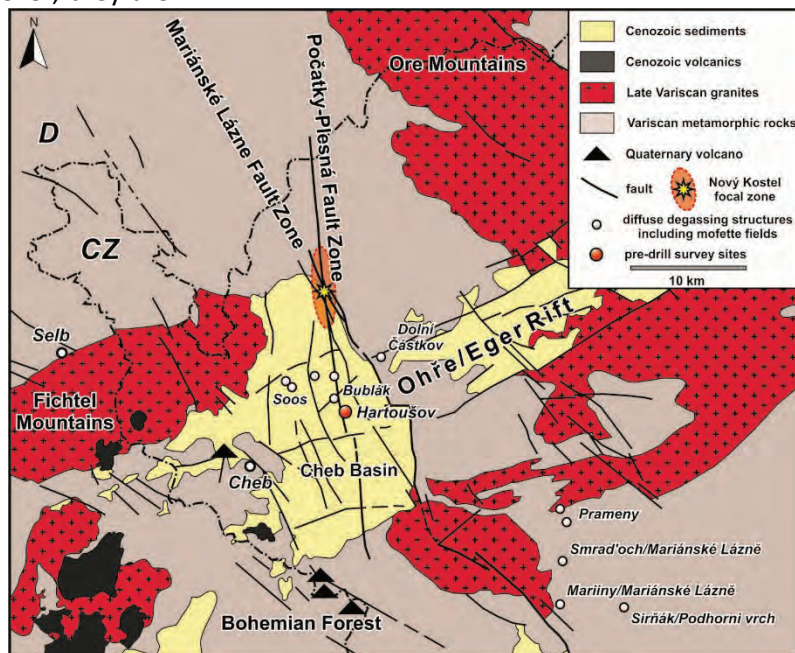 N
Mariánské Lázne Fault Zone
Počatky-Plesná Fault Zone
Ore Mountains
D
CZ
Selb
Fichtel
Mountains
Soos
Bublák
Hartoušov
Dolní
Částkov
Ohře/Eger Rift
Cheb
Cheb Basin
Bohemian Forest
Prameny
Smrad'och/Mariánské Lázně
Mariiny/Mariánské Lázně
Sirňák/Podhorni vrch
Cenozoic sediments
Cenozoic volcanics
Late Variscan granites
Variscan metamorphic rocks
Quaternary volcano
fault
Nový Kostel
focal zone
diffuse degassing structures
including mofette fields
pre-drill survey sites
10 km